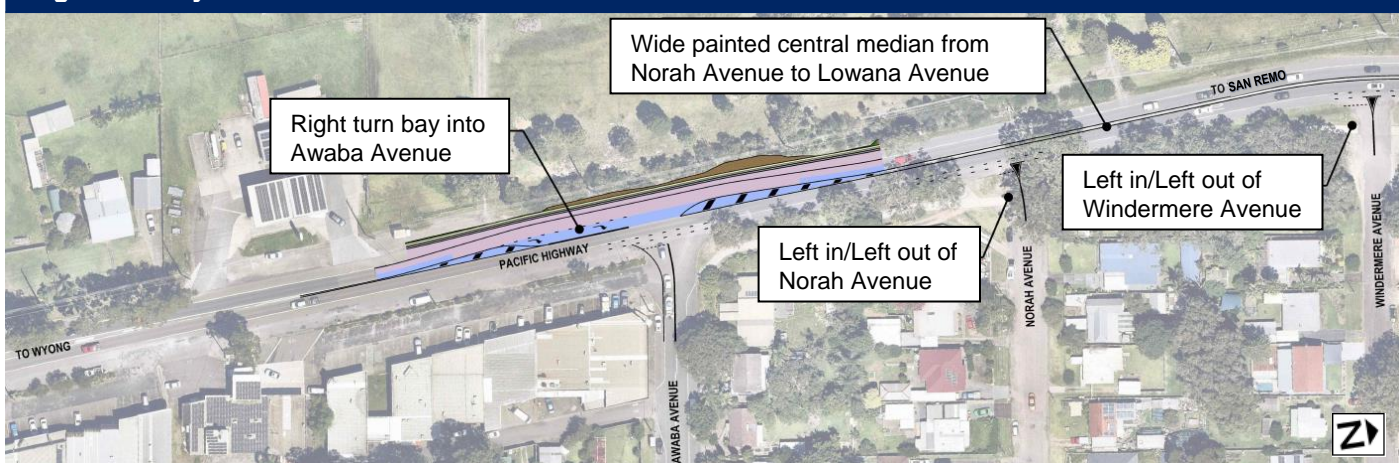 Wide painted central median from
Norah Avenue to Lowana Avenue
TO SAN REMO
Right turn bay into
Awaba Avenue
Left in/Left out of
Windermere Avenue
Left in/Left out of
Norah Avenue
PACIFIC HIGHWAY
NORAH AVENUE
WINDERMERE AVENUE
TO WYONG
AWABA AVENUE
Z